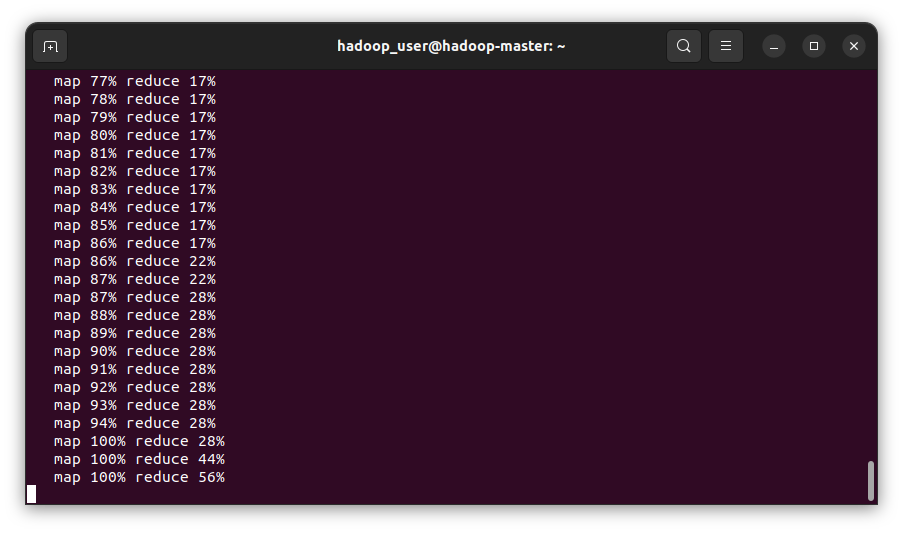 hadoop_user@hadoop-master: ~
map 77% reduce 17%
map 78% reduce 17%
map 79% reduce 17%
map 80% reduce 17%
map 81% reduce 17%
map 82% reduce 17%
map 83% reduce 17%
map 84% reduce 17%
map 85% reduce 17%
map 86% reduce 17%
map 86% reduce 22%
map 87% reduce 22%
map 87% reduce 28%
map 88% reduce 28%
map 89% reduce 28%
map 90% reduce 28%
map 91% reduce 28%
map 92% reduce 28%
map 93% reduce 28%
map 94% reduce 28%
map 100% reduce 28%
map 100% reduce 44%
map 100% reduce 56%